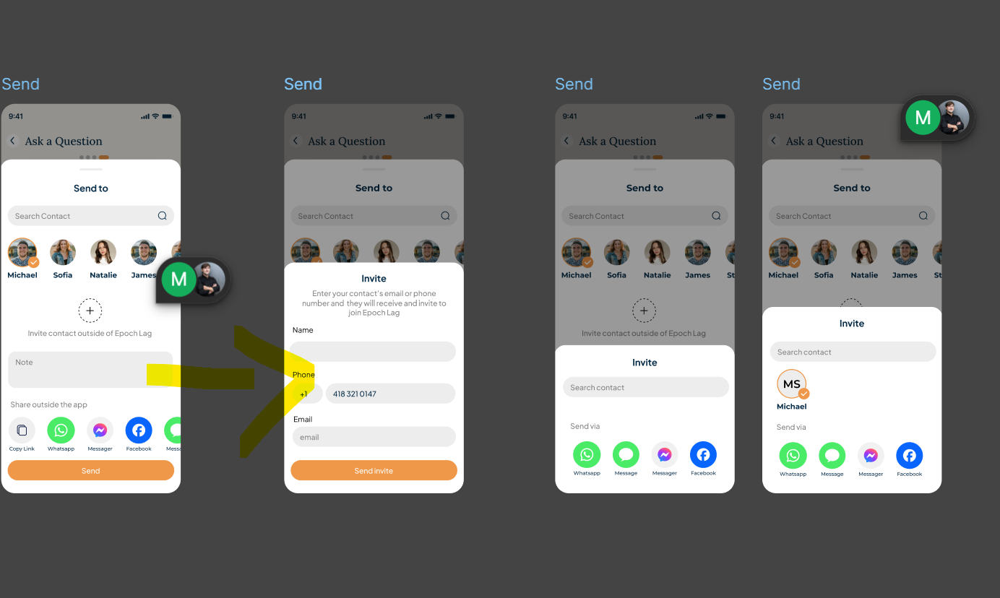 Send
9:41
Ask a Question
Send to
Search Contact
Michael Sofia Natalie James
M
Invite contact outside of Epoch Lag
Note
Share outside the app
Copy Link Whatsapp Messager Facebook Messa
Send
Send
9:41
Ask a Question
Send to
Search Contact
Invite
Enter your contact's email or phone
number and they will receive and invite to
join Epoch Lag
Name
Phone
+1 418 321 0147
Email
email
Send invite
Send
9:41
Ask a Question
Send to
Search Contact
Michael Sofia Natalie James St
Invite contact outside of Epoch Lag
Invite
Search contact
Send via
Whatsapp Message Messager Facebook
Send
9:41
M
Ask a Question
Send to
Search Contact
Michael Sofia Natalie James St
Invite
Search contact
MS
Michael
Send via
Whatsapp Message Messager Facebook